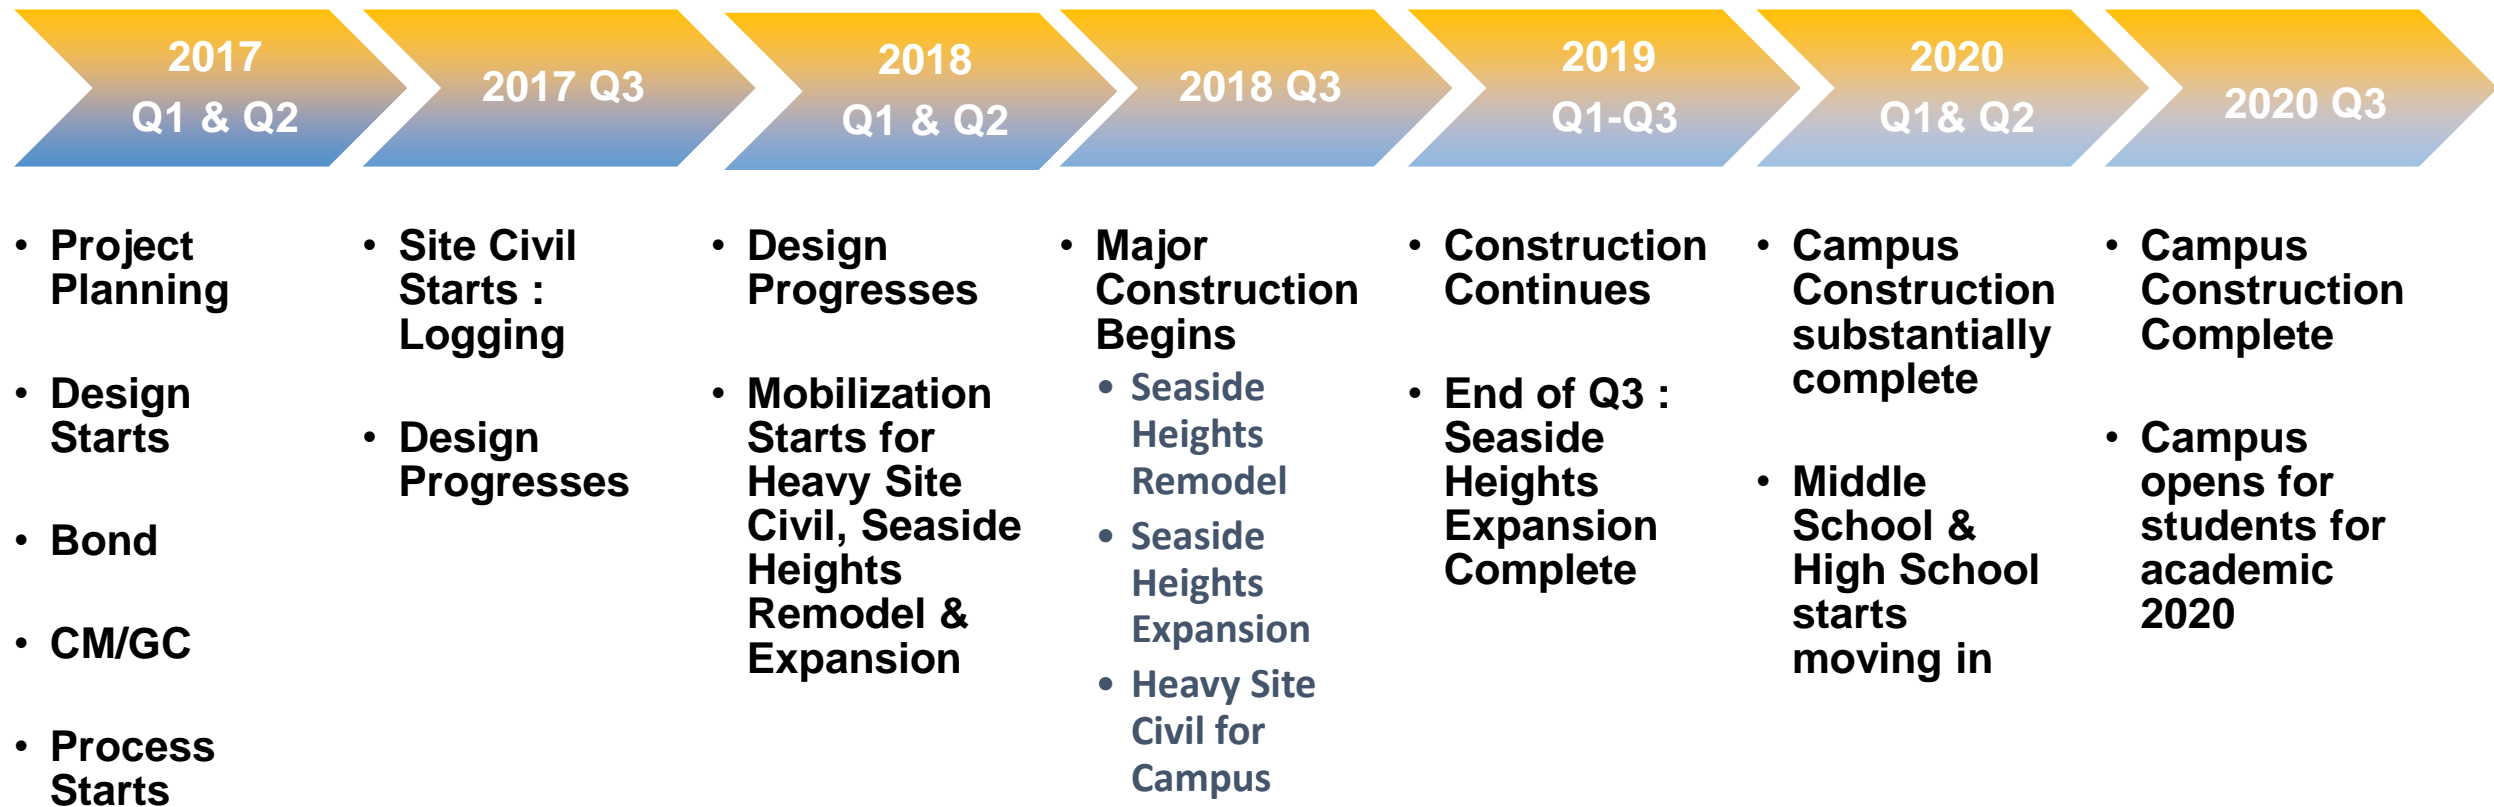 2017
Q1 & Q2
2017 Q3
2018
Q1 & Q2
2018 Q3
2019
Q1-Q3
2020
Q1& Q2
2020 Q3
• Project
Planning
• Design
Starts
• Bond
• CM/GC
• Process
Starts
• Site Civil
Starts :
Logging
• Design
Progresses
• Design
Progresses
• Mobilization
Starts for
Heavy Site
Civil, Seaside
Heights
Remodel &
Expansion
• Major
Construction
Begins
• Seaside
Heights
Remodel
• Seaside
Heights
Expansion
• Heavy Site
Civil for
Campus
• Construction
Continues
• End of Q3 :
Seaside
Heights
Expansion
Complete
• Campus
Construction
substantially
complete
• Middle
School &
High School
starts
moving in
• Campus
Construction
Complete
• Campus
opens for
students for
academic
2020